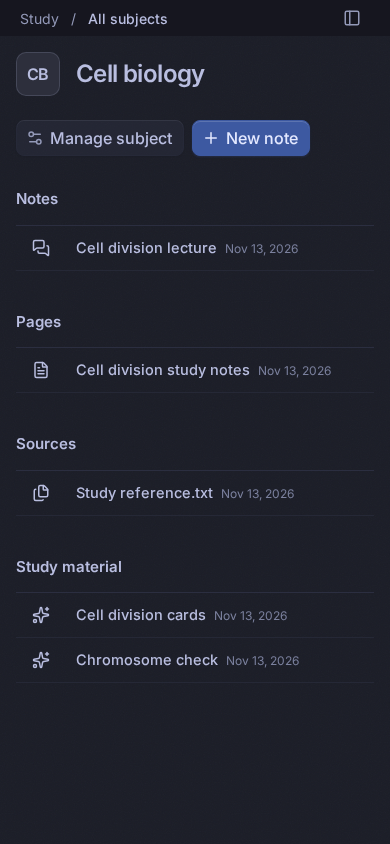 Study / All subjects
CB
Cell biology
Manage subject
New note
Notes
Cell division lecture Nov 13, 2026
Pages
Cell division study notes Nov 13, 2026
Sources
Study reference.txt Nov 13, 2026
Study material
Cell division cards Nov 13, 2026
Chromosome check Nov 13, 2026